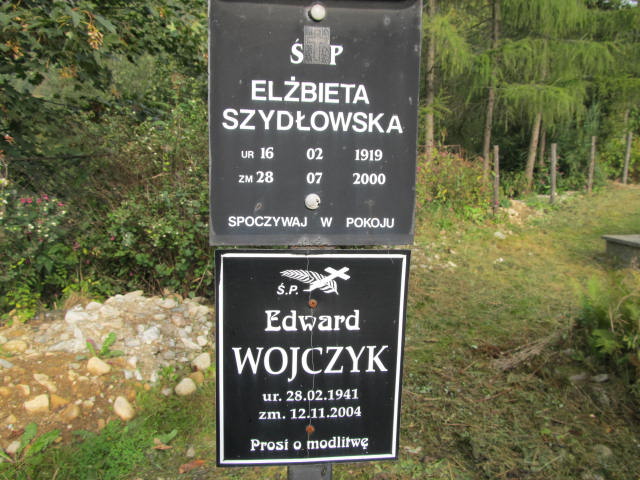 Ś P
ELŻBIETA
SZYDŁOWSKA
UR 16 02 1919
ZM 28 07 2000
SPOCZYWAJ W POKOJU
Ś.P.
Edward
WOJCZYK
ur. 28.02.1941
zm. 12.11.2004
Prosi o modlitwę